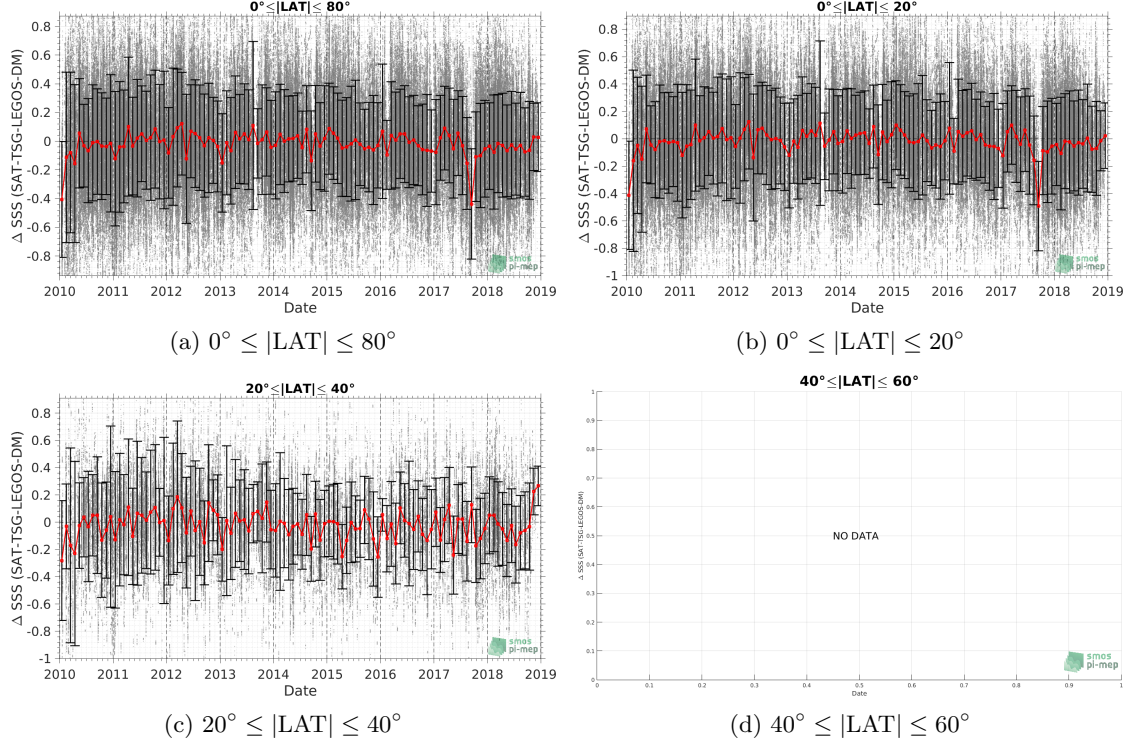 0°≤|LAT|≤ 80°
Δ SSS (SAT-TSG-LEGOS-DM)
0.8
0.6
0.4
0.2
0
-0.2
-0.4
-0.6
-0.8
2010 2011 2012 2013 2014 2015 2016 2017 2018 2019
Date
smos
pi-mep
(a) 0° ≤ |LAT| ≤ 80°
0°≤|LAT|≤ 20°
Δ SSS (SAT-TSG-LEGOS-DM)
0.8
0.6
0.4
0.2
0
-0.2
-0.4
-0.6
-0.8
-1
2010 2011 2012 2013 2014 2015 2016 2017 2018 2019
Date
smos
pi-mep
(b) 0° ≤ |LAT| ≤ 20°
20°≤|LAT|≤ 40°
Δ SSS (SAT-TSG-LEGOS-DM)
0.8
0.6
0.4
0.2
0
-0.2
-0.4
-0.6
-0.8
-1
2010 2011 2012 2013 2014 2015 2016 2017 2018 2019
Date
smos
pi-mep
(c) 20° ≤ |LAT| ≤ 40°
40°≤|LAT|≤ 60°
Δ SSS (SAT-TSG-LEGOS-DM)
1
0.9
0.8
0.7
0.6
0.5
0.4
0.3
0.2
0.1
0
NO DATA
0 0.1 0.2 0.3 0.4 0.5 0.6 0.7 0.8 0.9 1
Date
smos
pi-mep
(d) 40° ≤ |LAT| ≤ 60°